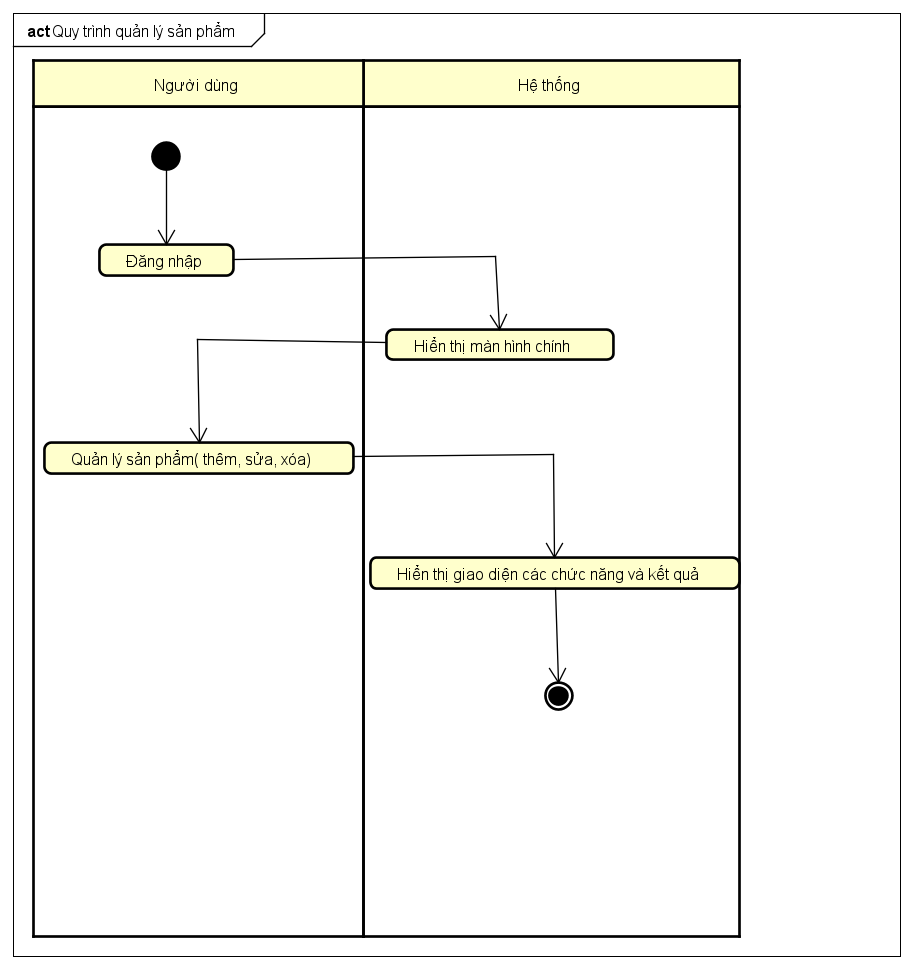 act Quy trình quản lý sản phẩm
Người dùng
Hệ thống
Đăng nhập
Hiển thị màn hình chính
Quản lý sản phẩm( thêm, sửa, xóa)
Hiển thị giao diện các chức năng và kết quả